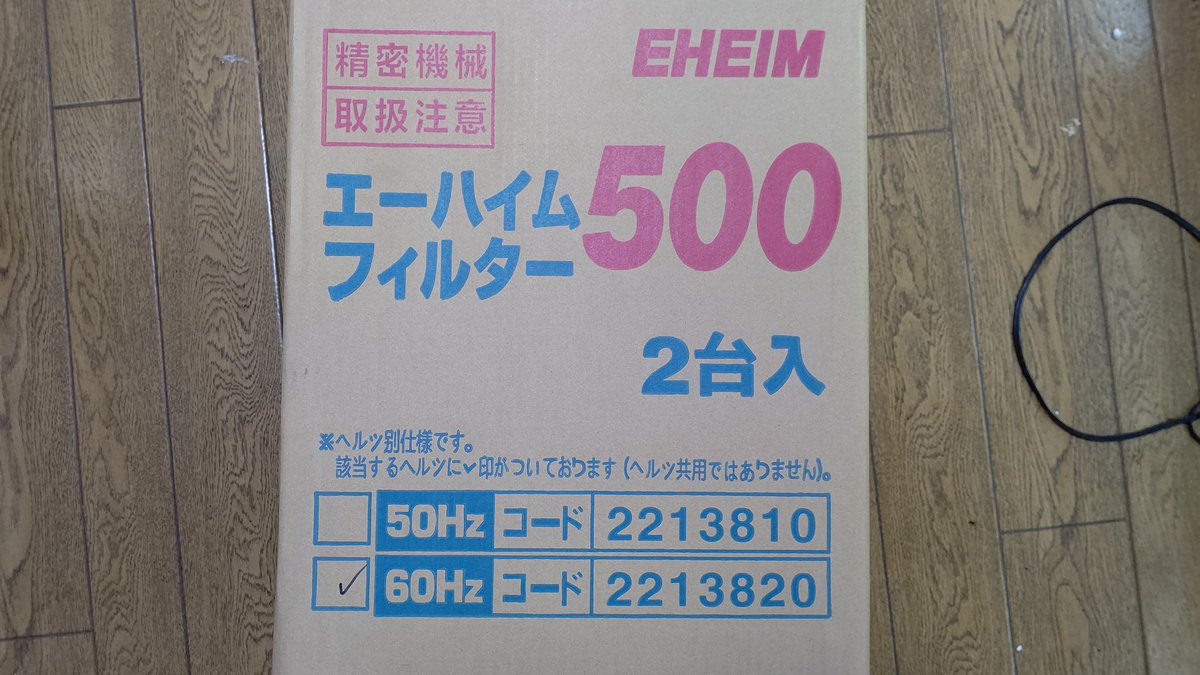 精密機械
取扱注意
EHEIM
エーハイム
フィルター
500
2台入
※ヘルツ別仕様です。
該当するヘルツに✓印がついております(ヘルツ共用ではありません)。
50Hz コード 2213810
✓ 60Hz コード 2213820